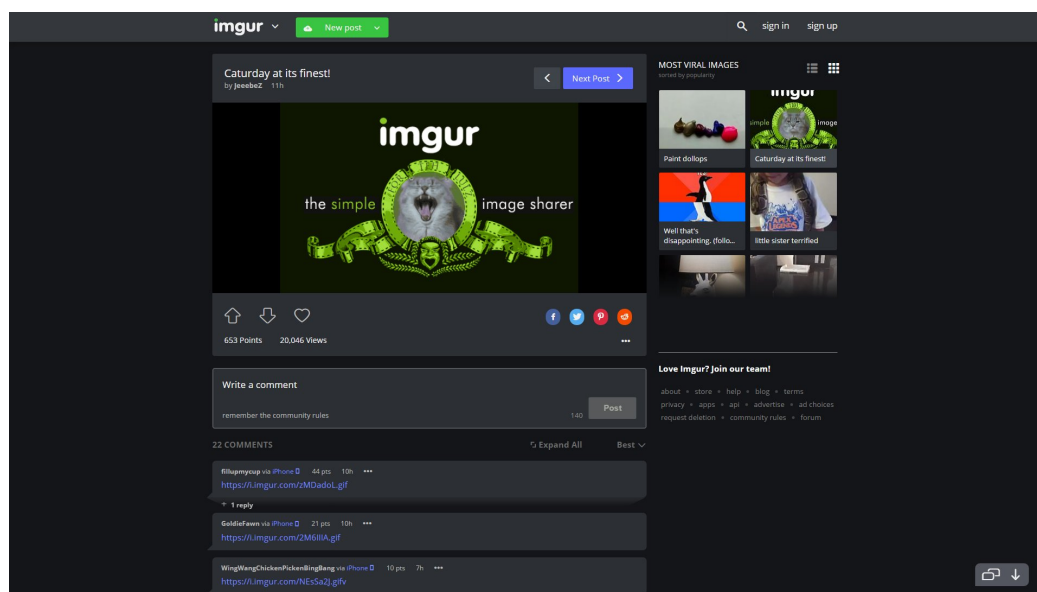 imgur
New post
sign in
sign up
Caturday at its finest!
by JeeebeZ 11h
Next Post
imgur
the simple
image sharer
653 Points
20,046 Views
Write a comment
remember the community rules
140
Post
22 COMMENTS
Expand All
Best
fillupmycup via iPhone 44 pts 10h
https://i.imgur.com/zMDadoL.gif
1 reply
GoldieFawn via iPhone 21 pts 10h
WingWangChickenPickenBingBang via iPhone 10 pts 7h
https://i.imgur.com/NEsSa2J.gifv
MOST VIRAL IMAGES
sorted by popularity
Paint dollops
imgur
simple
image
Caturday at its finest!
Well that's
disappointing. (follo...
APEX
LEGENDS
little sister terrified
Love Imgur? Join our team!
about • store • help • blog • terms
privacy • apps • api • advertise • ad choices
request deletion • community rules • forum